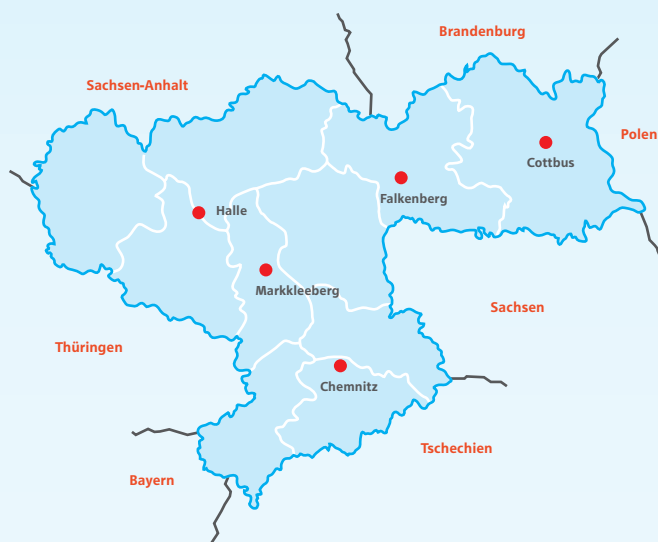 Brandenburg
Sachsen-Anhalt
Polen
Cottbus
Falkenberg
Halle
Markkleeberg
Sachsen
Thüringen
Chemnitz
Tschechien
Bayern